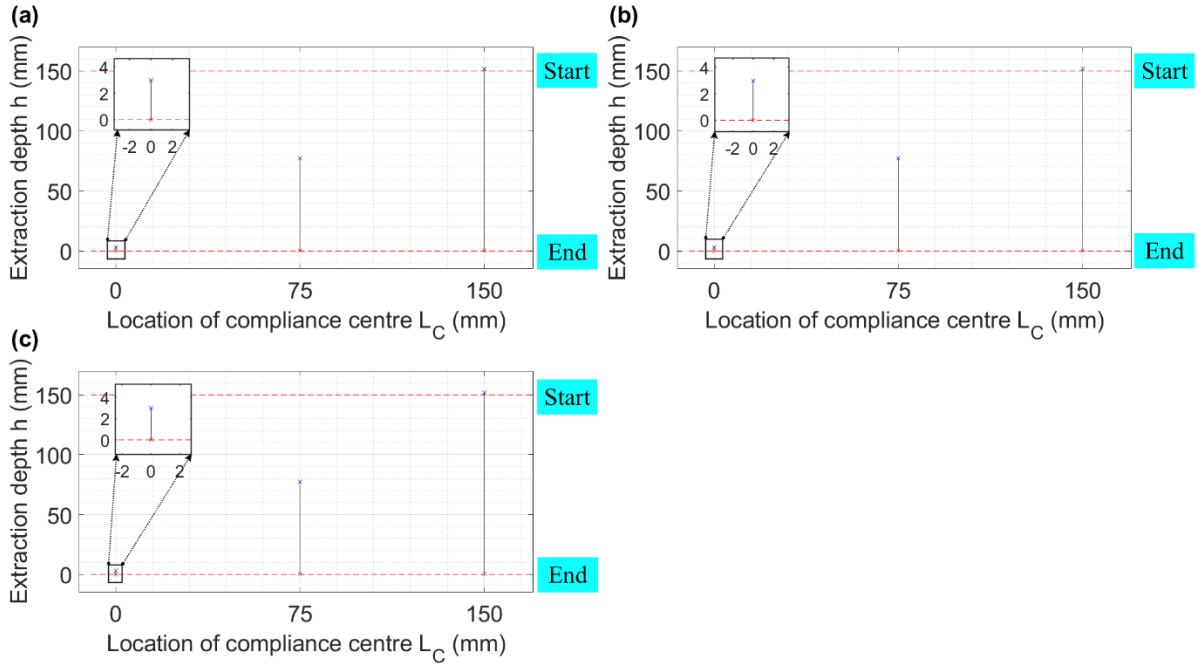 (a)
Extraction depth h (mm)
150
100
50
0
4
2
0
-2 0 2
Start
End
0 75 150
Location of compliance centre L_C (mm)
(b)
Extraction depth h (mm)
150
100
50
0
4
2
0
-2 0 2
Start
End
0 75 150
Location of compliance centre L_C (mm)
(c)
Extraction depth h (mm)
150
100
50
0
4
2
0
-2 0 2
Start
End
0 75 150
Location of compliance centre L_C (mm)